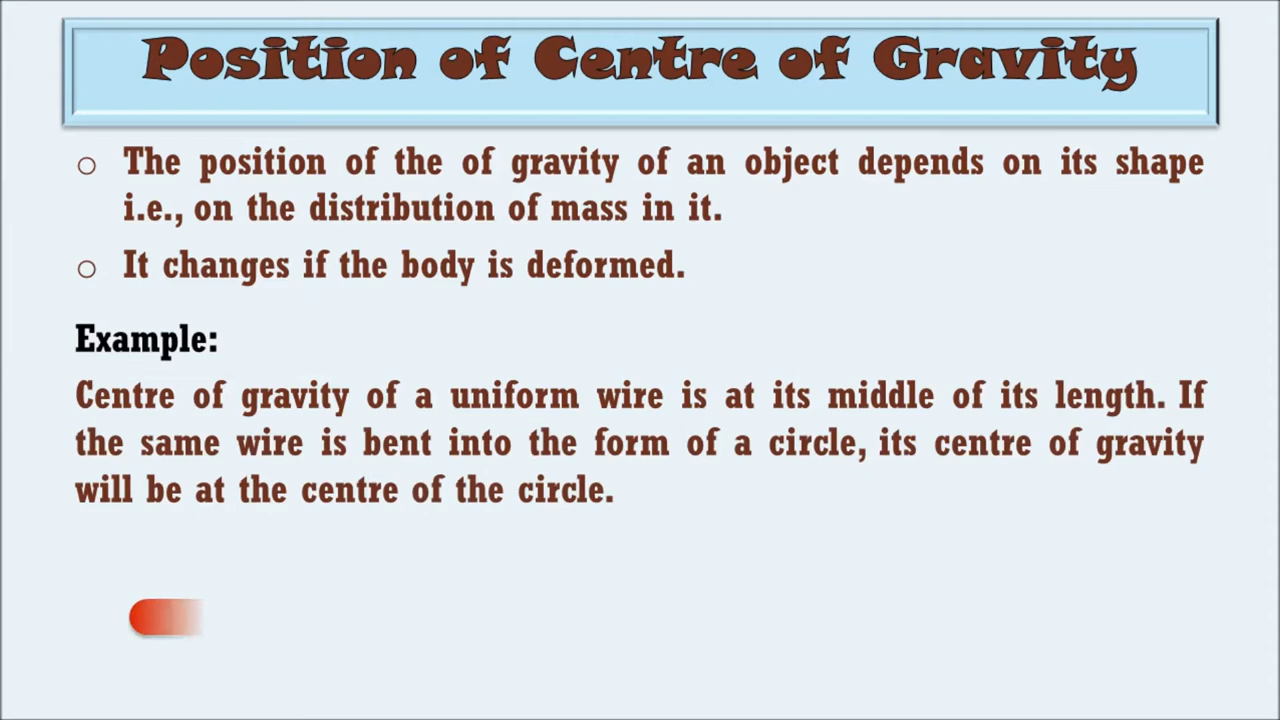 Position of Centre of Gravity
The position of the of gravity of an object depends on its shape
i.e., on the distribution of mass in it.
It changes if the body is deformed.
Example:
Centre of gravity of a uniform wire is at its middle of its length. If
the same wire is bent into the form of a circle, its centre of gravity
will be at the centre of the circle.